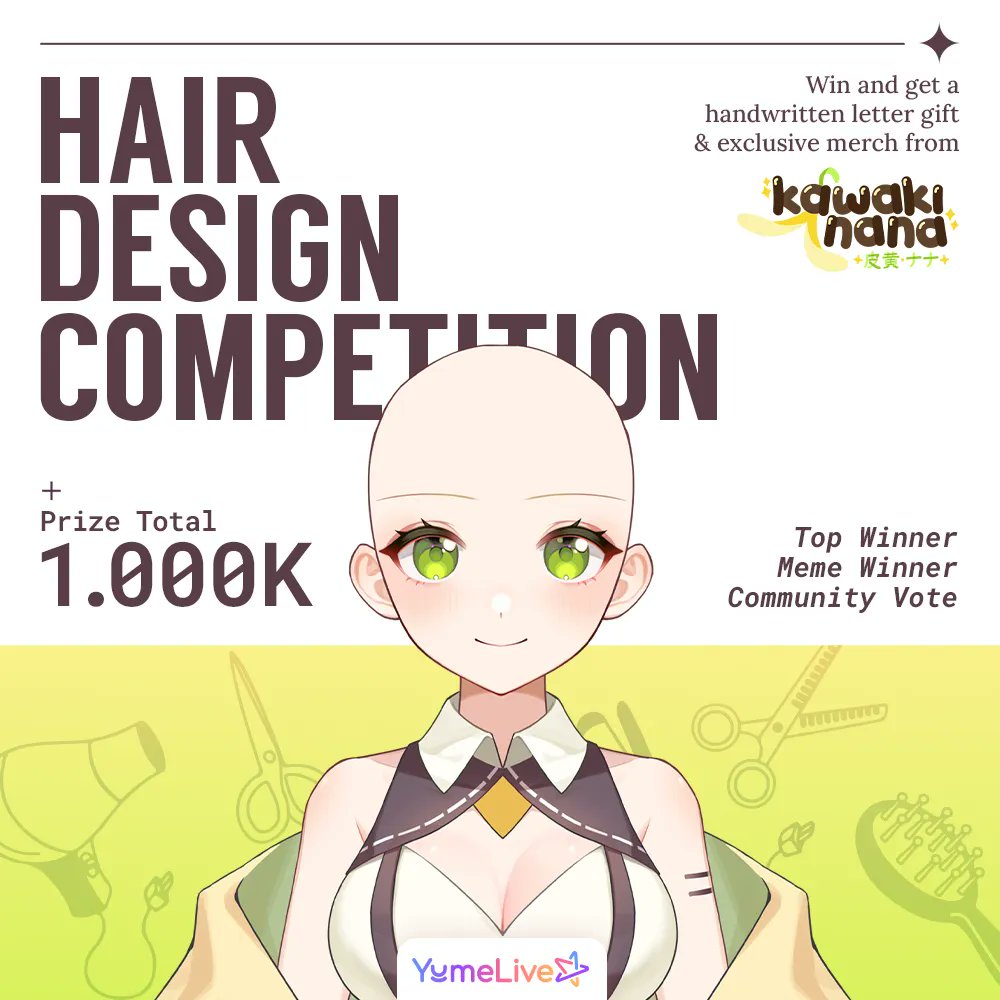 HAIR
DESIGN
COMPETITION
Win and get a
handwritten letter gift
& exclusive merch from
kawaki
nana
皮黄·ナナ
+
Prize Total
1.000K
Top Winner
Meme Winner
Community Vote
YumeLive